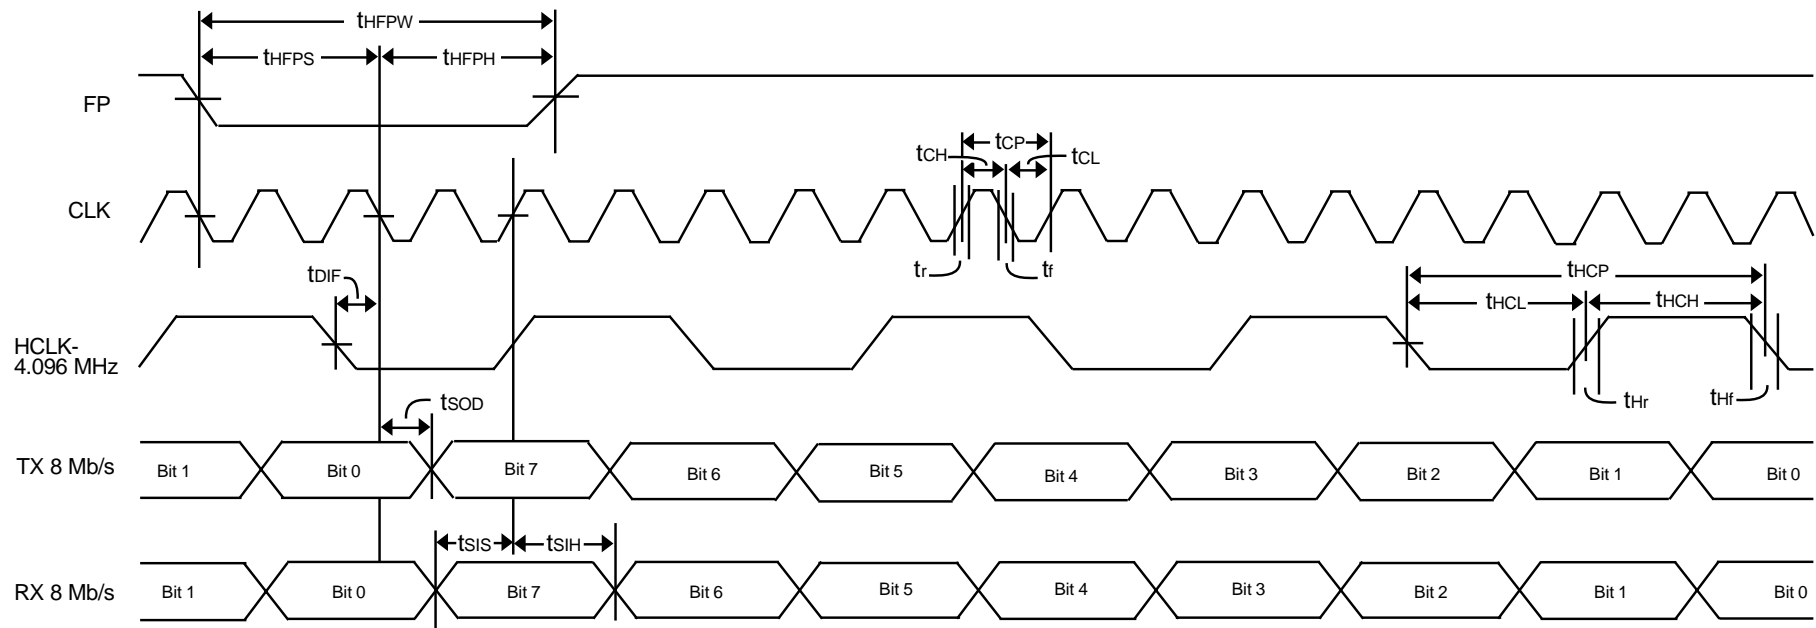 tHFPW
tHFPS
tHFPH
FP
tCP
tCH
tCL
CLK
tr
tf
tDIF
tHCP
tHCL
tHCH
HCLK-
4.096 MHz
tHr
tHf
tSOD
TX 8 Mb/s
Bit 1
Bit 0
Bit 7
Bit 6
Bit 5
Bit 4
Bit 3
Bit 2
Bit 1
Bit 0
tSIS
tSIH
RX 8 Mb/s
Bit 1
Bit 0
Bit 7
Bit 6
Bit 5
Bit 4
Bit 3
Bit 2
Bit 1
Bit 0